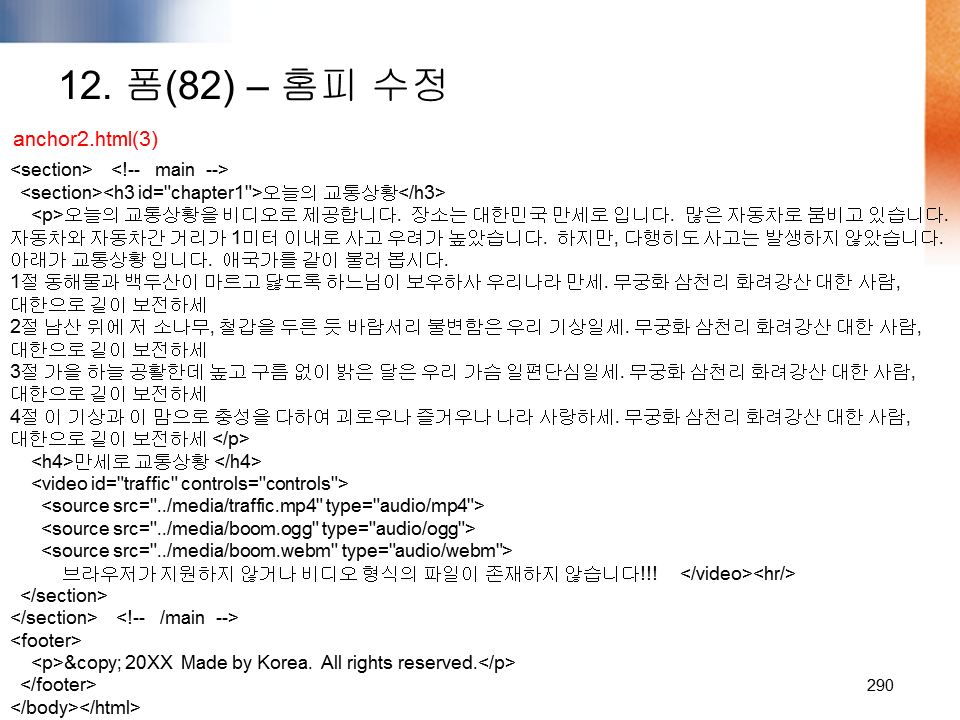 12. 폼(82) – 홈피 수정
anchor2.html(3)
<section>    <!--   main  -->
  <section><h3 id="chapter1">오늘의 교통상황</h3>
    <p>오늘의 교통상황을 비디오로 제공합니다.  장소는 대한민국 만세로 입니다.  많은 자동차로 붐비고 있습니다.
자동차와 자동차간 거리가 1미터 이내로 사고 우려가 높았습니다.  하지만, 다행히도 사고는 발생하지 않았습니다.
아래가 교통상황 입니다.  애국가를 같이 불러 봅시다.
1절 동해물과 백두산이 마르고 닳도록 하느님이 보우하사 우리나라 만세. 무궁화 삼천리 화려강산 대한 사람,
대한으로 길이 보전하세
2절 남산 위에 저 소나무, 철갑을 두른 듯 바람서리 불변함은 우리 기상일세. 무궁화 삼천리 화려강산 대한 사람,
대한으로 길이 보전하세
3절 가을 하늘 공활한데 높고 구름 없이 밝은 달은 우리 가슴 일편단심일세. 무궁화 삼천리 화려강산 대한 사람,
대한으로 길이 보전하세
4절 이 기상과 이 맘으로 충성을 다하여 괴로우나 즐거우나 나라 사랑하세. 무궁화 삼천리 화려강산 대한 사람,
대한으로 길이 보전하세 </p>
    <h4>만세로 교통상황 </h4>
    <video id="traffic" controls="controls">
      <source src="../media/traffic.mp4" type="audio/mp4">
      <source src="../media/boom.ogg" type="audio/ogg">
      <source src="../media/boom.webm" type="audio/webm">
          브라우저가 지원하지 않거나 비디오 형식의 파일이 존재하지 않습니다!!!    </video><hr/>
  </section>
</section>    <!--   /main  -->
<footer>
    <p>&copy; 20XX  Made by Korea.  All rights reserved.</p>
  </footer>
</body></html>
290